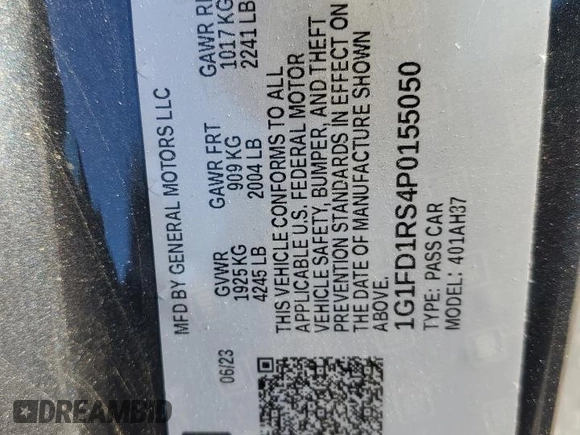 MFD BY GENERAL MOTORS LLC
06/23
GVWR
1925 KG
4245 LB
GAWR FRT
909 KG
2004 LB
GAWR RR
1017 KG
2241 LB
THIS VEHICLE CONFORMS TO ALL
APPLICABLE U.S. FEDERAL MOTOR
VEHICLE SAFETY, BUMPER, AND THEFT
PREVENTION STANDARDS IN EFFECT ON
THE DATE OF MANUFACTURE SHOWN
ABOVE.
1G1FD1RS4P0155050
TYPE: PASS CAR
MODEL: 401AH37
DREAMBID